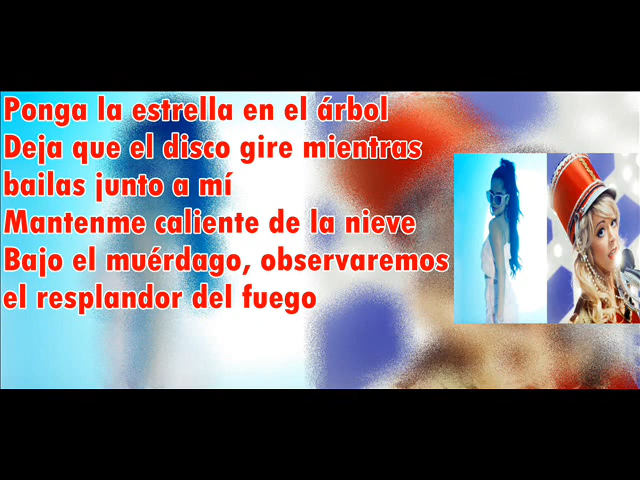 Ponga la estrella en el árbol
Deja que el disco gire mientras
bailas junto a mí
Mantenme caliente de la nieve
Bajo el muérdago, observaremos
el resplandor del fuego